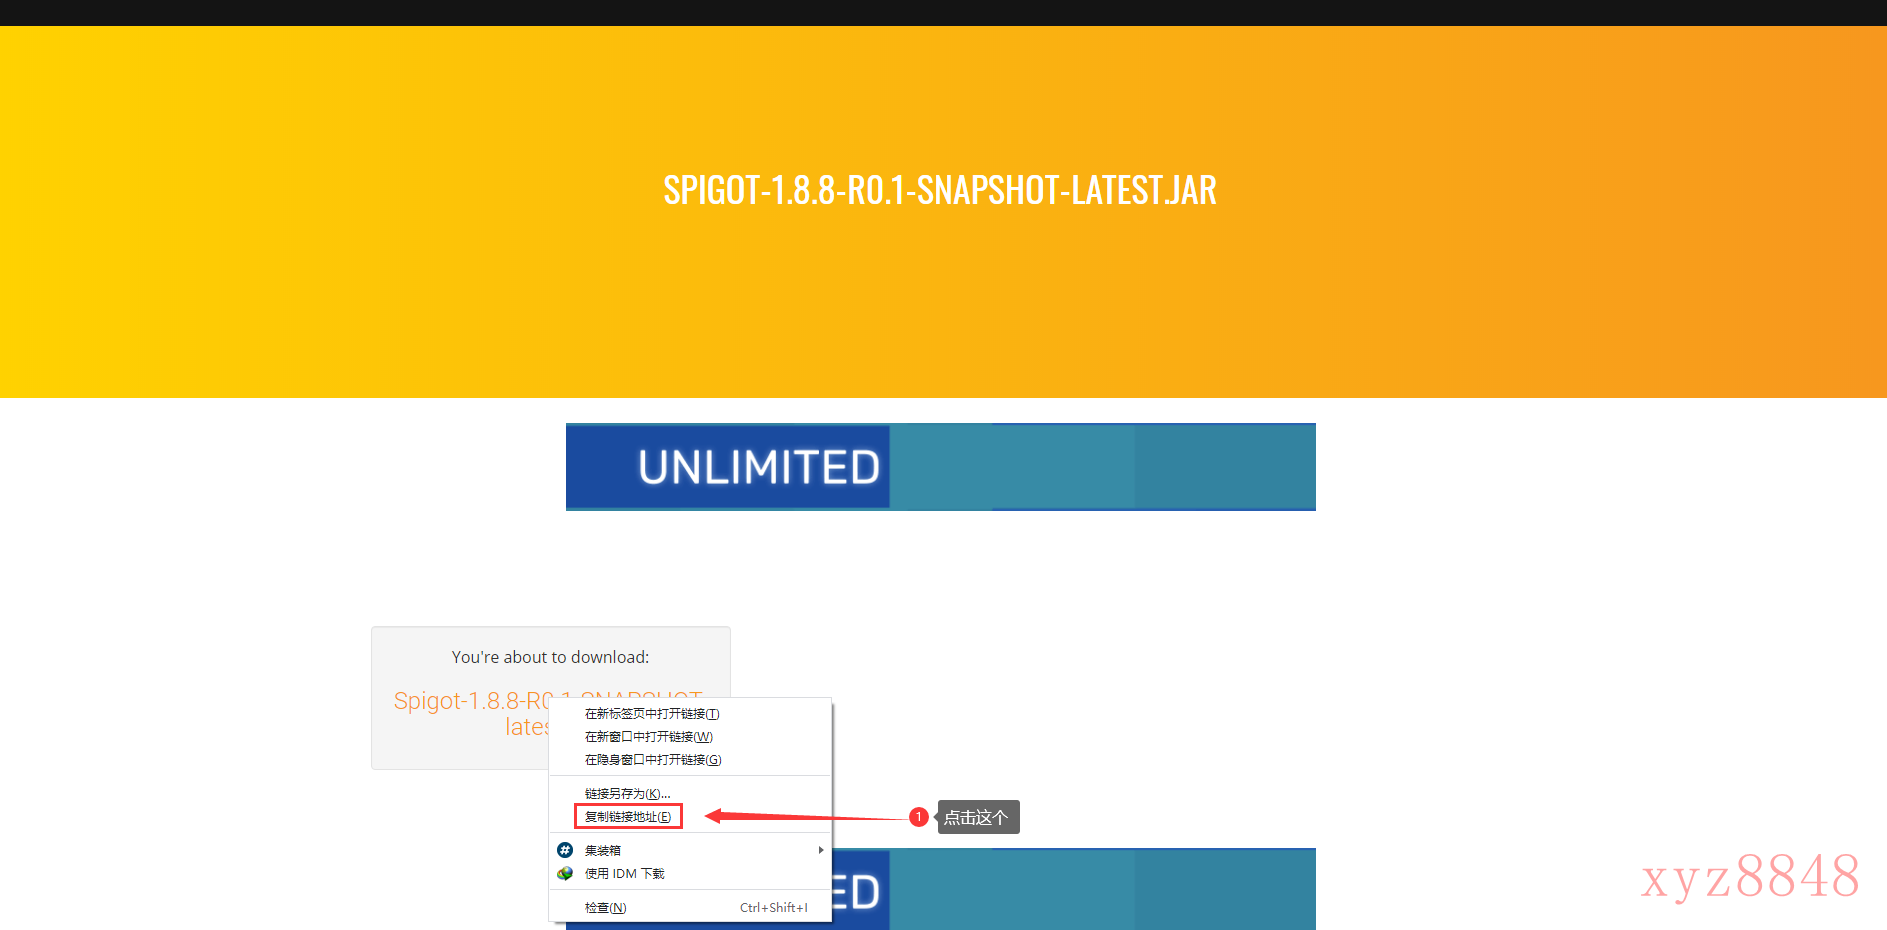 SPIGOT-1.8.8-R0.1-SNAPSHOT-LATEST.JAR
UNLIMITED
You're about to download:
Spigot-1.8.8-R0.1-SNAPSHOT-
lates
在新标签页中打开链接(T)
在新窗口中打开链接(W)
在隐身窗口中打开链接(G)
链接另存为(K)...
复制链接地址(E)
1 点击这个
集装箱
使用 IDM 下载
检查(N) Ctrl+Shift+I
ED
xyz8848